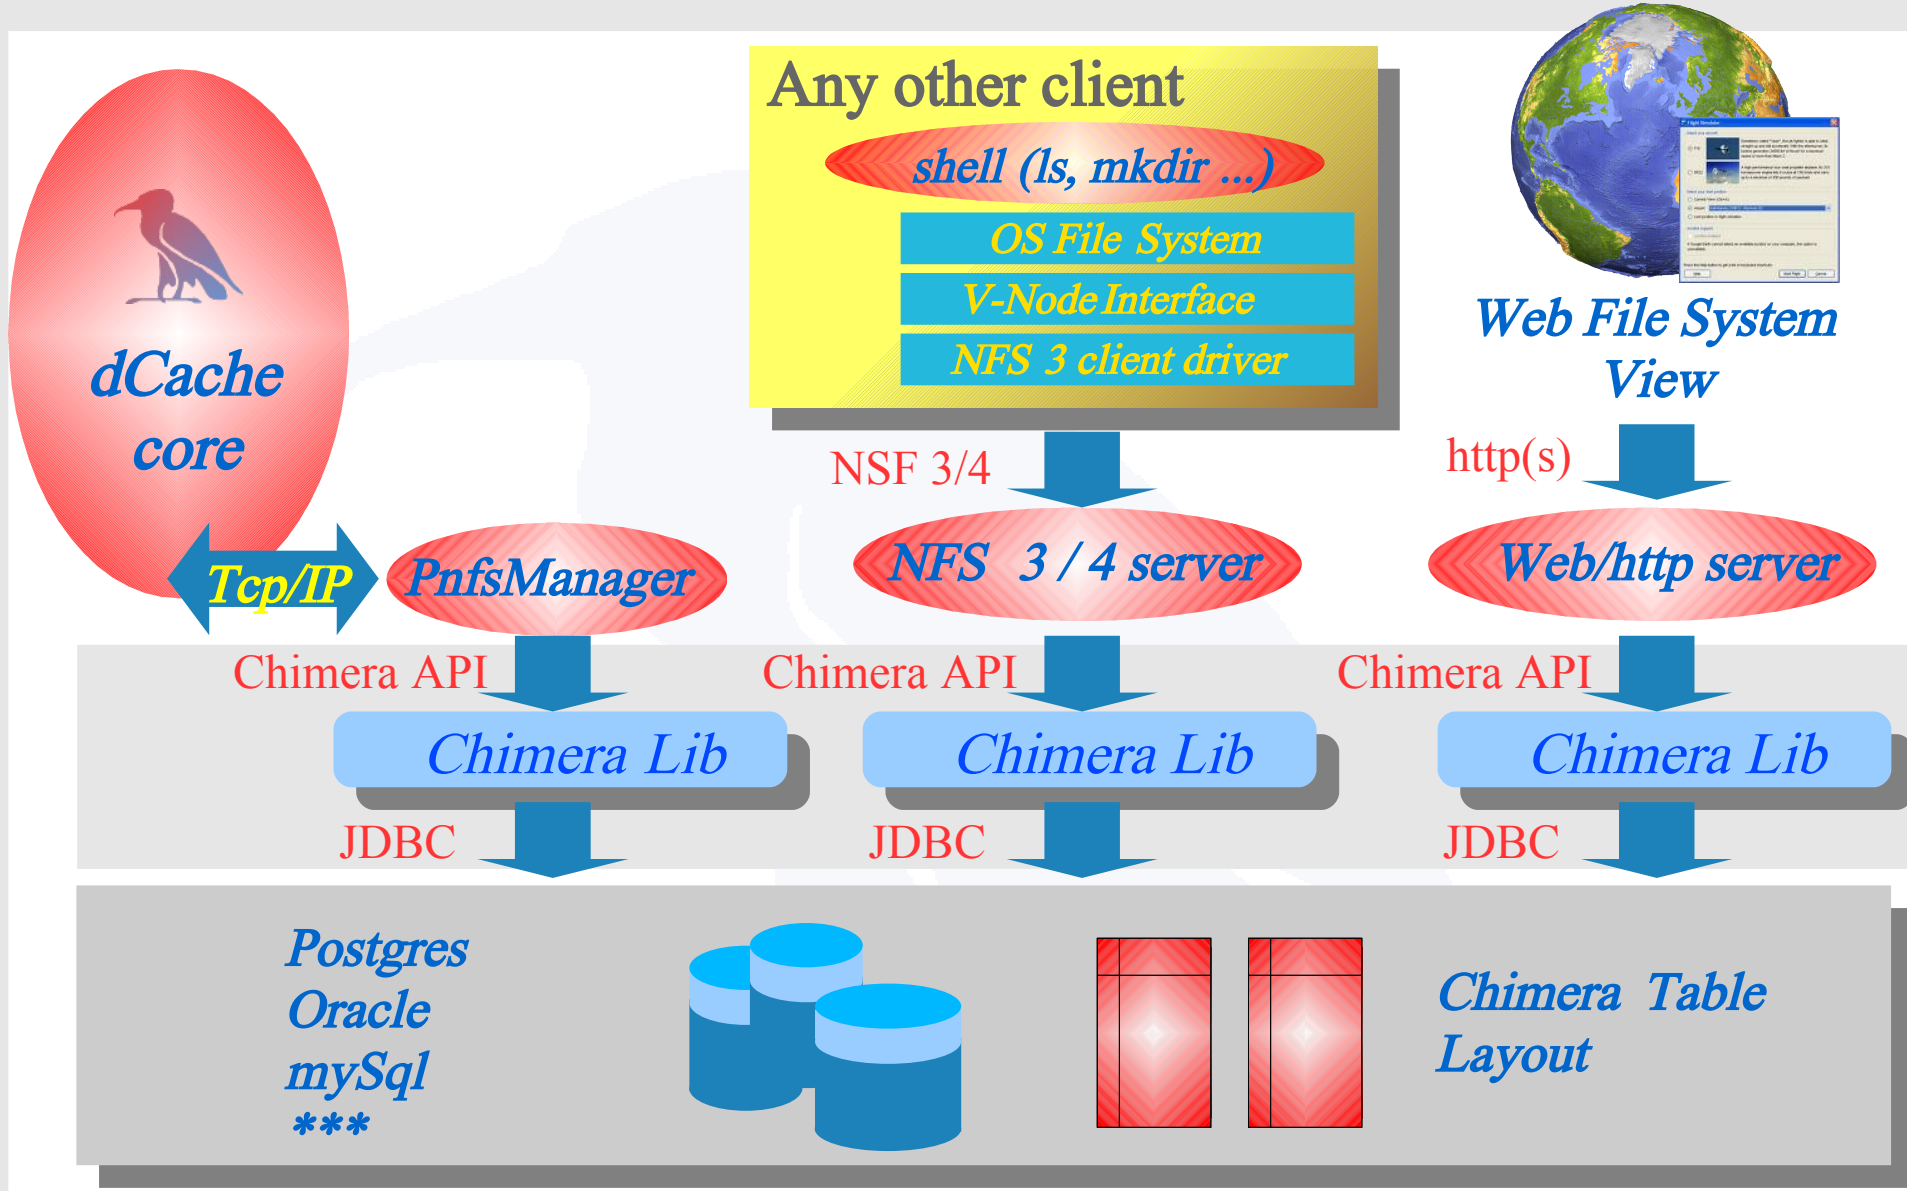 Any other client
shell (ls, mkdir ...)
OS File System
V-Node Interface
NFS 3 client driver
dCache
core
Web File System
View
NSF 3/4
http(s)
Tcp/IP
PnfsManager
NFS 3 / 4 server
Web/http server
Chimera API
Chimera API
Chimera API
Chimera Lib
Chimera Lib
Chimera Lib
JDBC
JDBC
JDBC
Postgres
Oracle
mySql
***
Chimera Table
Layout